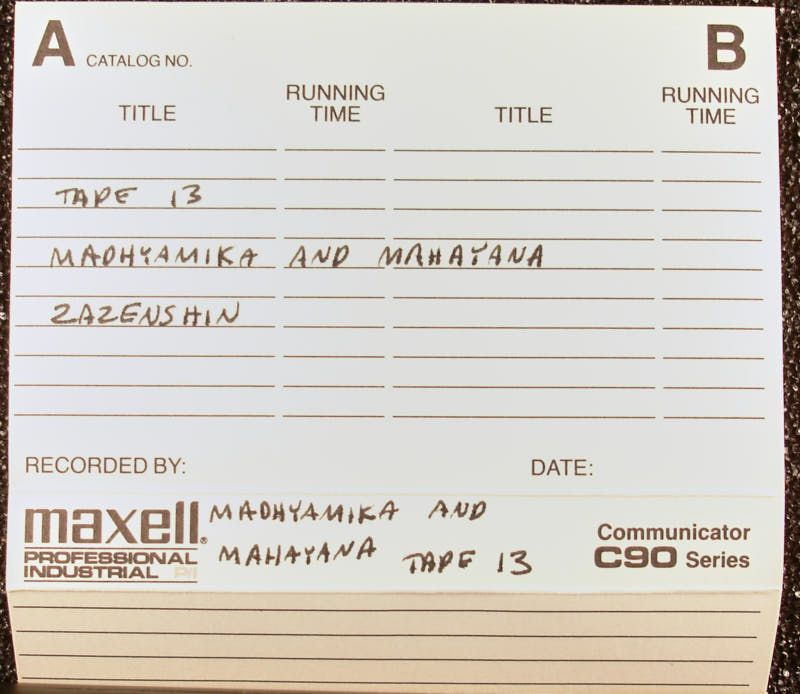 A CATALOG NO. B
TITLE RUNNING TIME TITLE RUNNING TIME
TAPE 13
MADHYAMIKA AND MAHAYANA
ZAZENSHIN
RECORDED BY: DATE:
maxell® MADHYAMIKA AND
PROFESSIONAL INDUSTRIAL MAHAYANA TAPE 13
Communicator
C90 Series